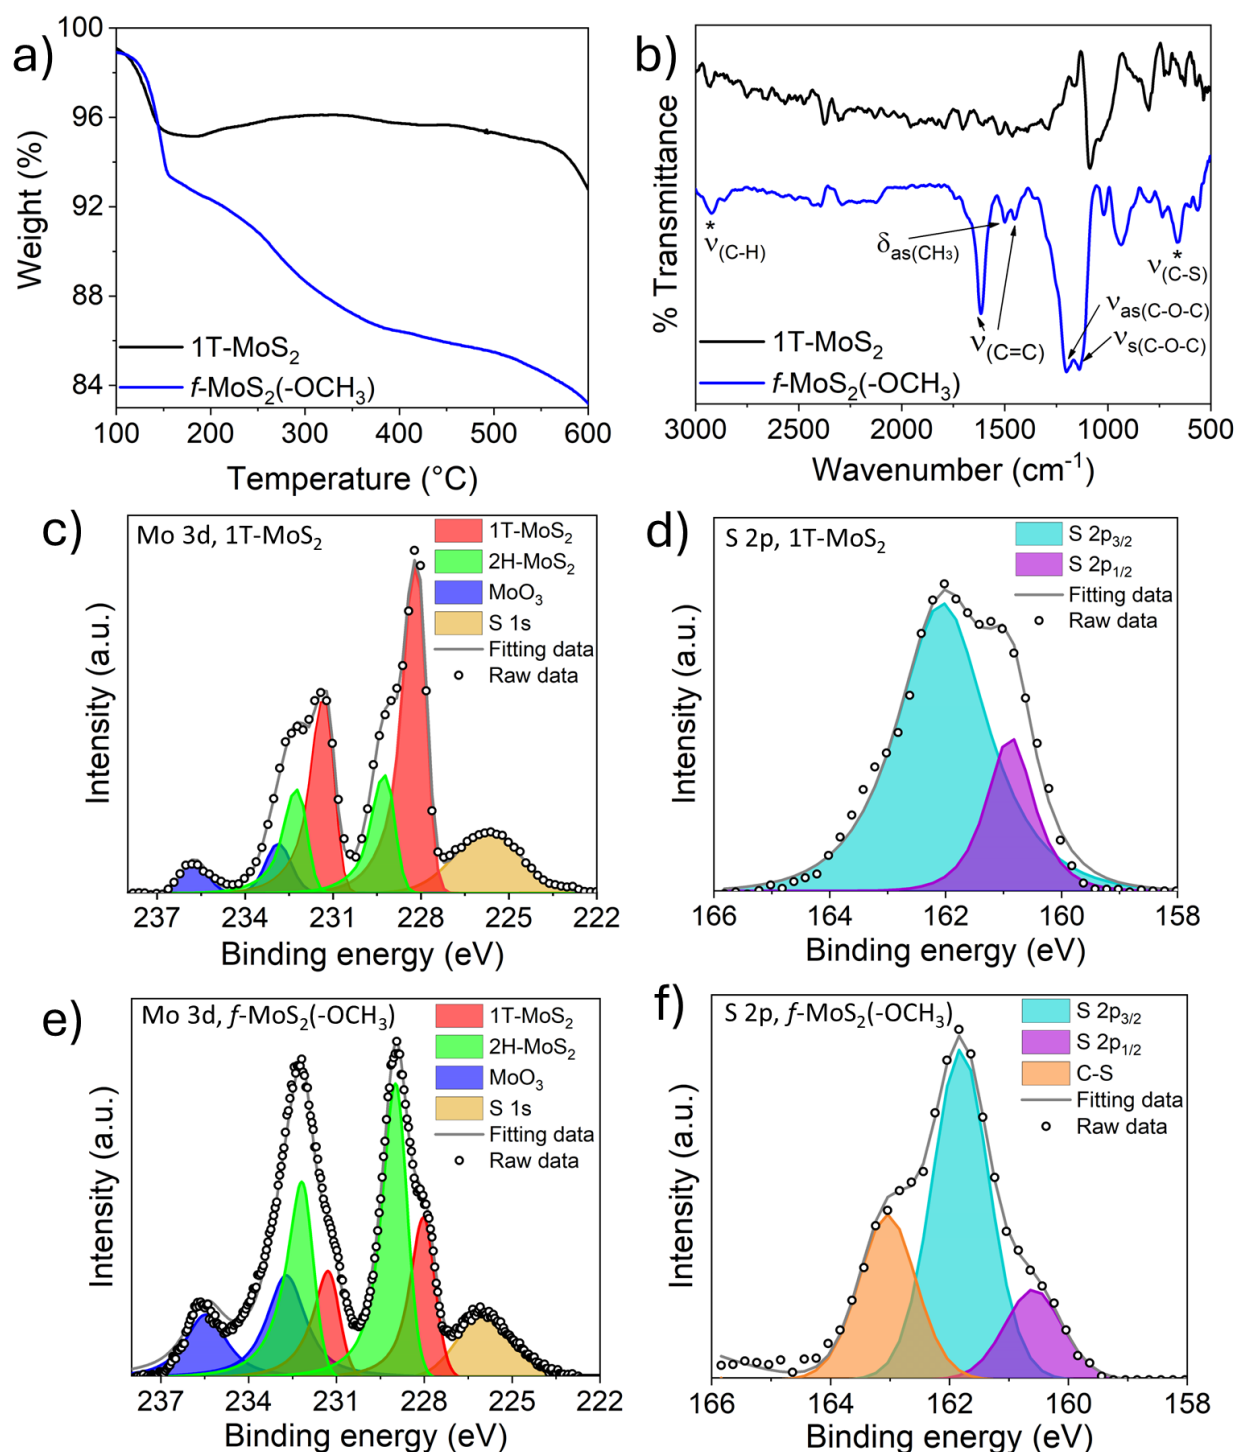 a)
100
96
92
88
84
Weight (%)
1T-MoS₂
f-MoS₂(-OCH₃)
100 200 300 400 500 600
Temperature (°C)
b)
% Transmittance
*
ν(C-H)
δas(CH₃)
ν(C=C)
*
ν(C-S)
νas(C-O-C)
νs(C-O-C)
1T-MoS₂
f-MoS₂(-OCH₃)
3000 2500 2000 1500 1000 500
Wavenumber (cm⁻¹)
c)
Mo 3d, 1T-MoS₂
1T-MoS₂
2H-MoS₂
MoO₃
S 1s
Fitting data
Raw data
Intensity (a.u.)
237 234 231 228 225 222
Binding energy (eV)
d)
S 2p, 1T-MoS₂
S 2p₃/₂
S 2p₁/₂
Fitting data
Raw data
Intensity (a.u.)
166 164 162 160 158
Binding energy (eV)
e)
Mo 3d, f-MoS₂(-OCH₃)
1T-MoS₂
2H-MoS₂
MoO₃
S 1s
Fitting data
Raw data
Intensity (a.u.)
237 234 231 228 225 222
Binding energy (eV)
f)
S 2p, f-MoS₂(-OCH₃)
S 2p₃/₂
S 2p₁/₂
C-S
Fitting data
Raw data
Intensity (a.u.)
166 164 162 160 158
Binding energy (eV)